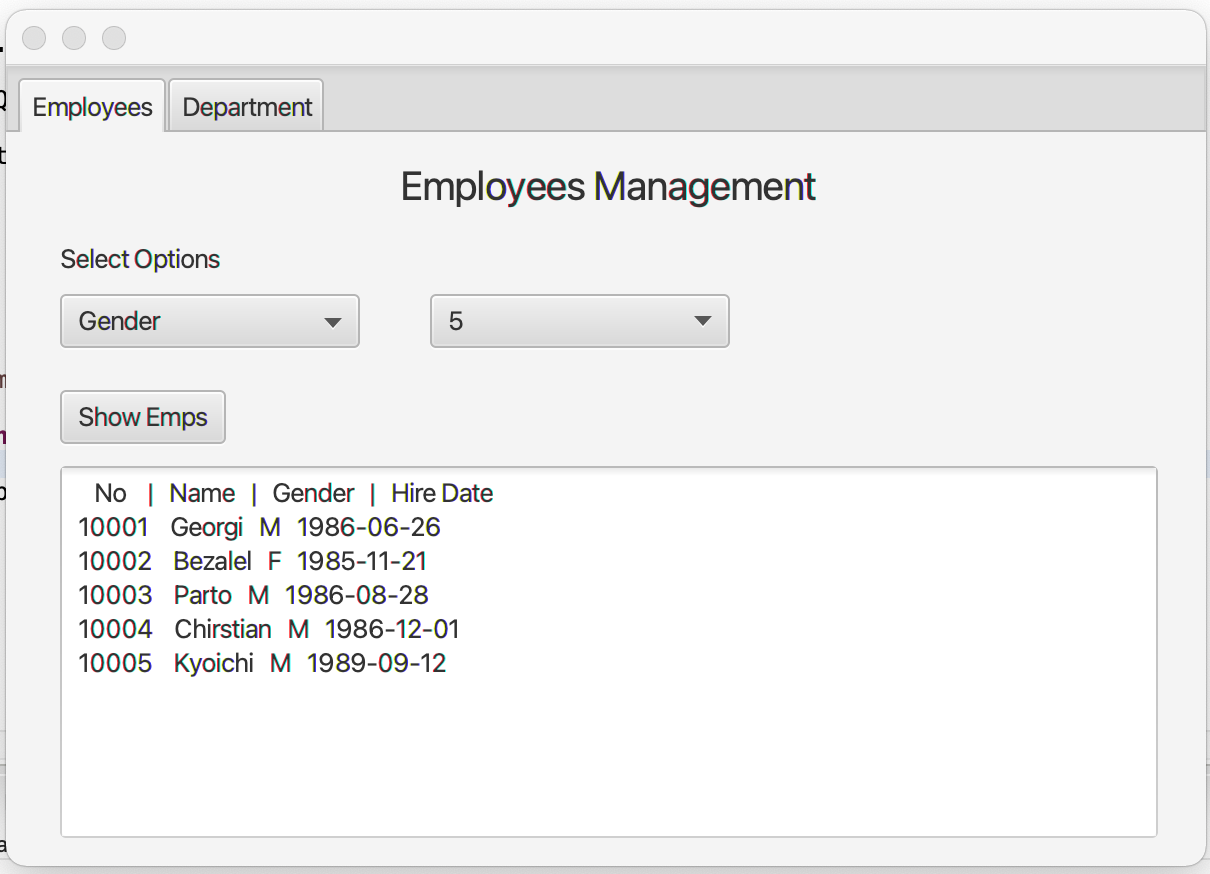 Employees Department
Employees Management
Select Options
Gender 5
Show Emps
No | Name | Gender | Hire Date
10001 Georgi M 1986-06-26
10002 Bezalel F 1985-11-21
10003 Parto M 1986-08-28
10004 Chirstian M 1986-12-01
10005 Kyoichi M 1989-09-12